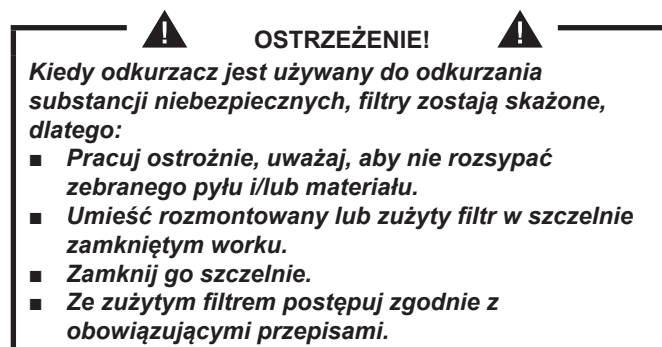 OSTRZEŻENIE!
Kiedy odkurzacz jest używany do odkurzania
substancji niebezpiecznych, filtry zostają skażone,
dlatego:
■ Pracuj ostrożnie, uważaj, aby nie rozsypać
zebranego pyłu i/lub materiału.
■ Umieść rozmontowany lub zużyty filtr w szczelnie
zamkniętym worku.
■ Zamknij go szczelnie.
■ Ze zużytym filtrem postępuj zgodnie z
obowiązującymi przepisami.